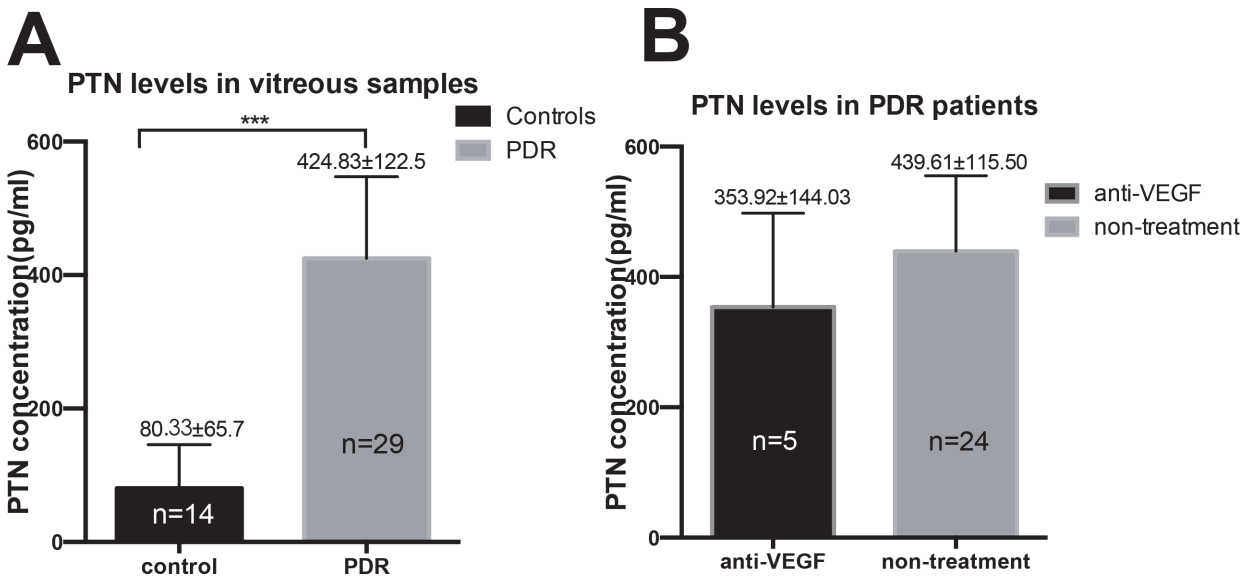 A
PTN levels in vitreous samples
Controls
PDR
***
PTN concentration(pg/ml)
600
400
200
0
424.83±122.5
80.33±65.7
n=29
n=14
control
PDR
B
PTN levels in PDR patients
anti-VEGF
non-treatment
PTN concentration(pg/ml)
600
400
200
0
439.61±115.50
353.92±144.03
n=5
n=24
anti-VEGF
non-treatment